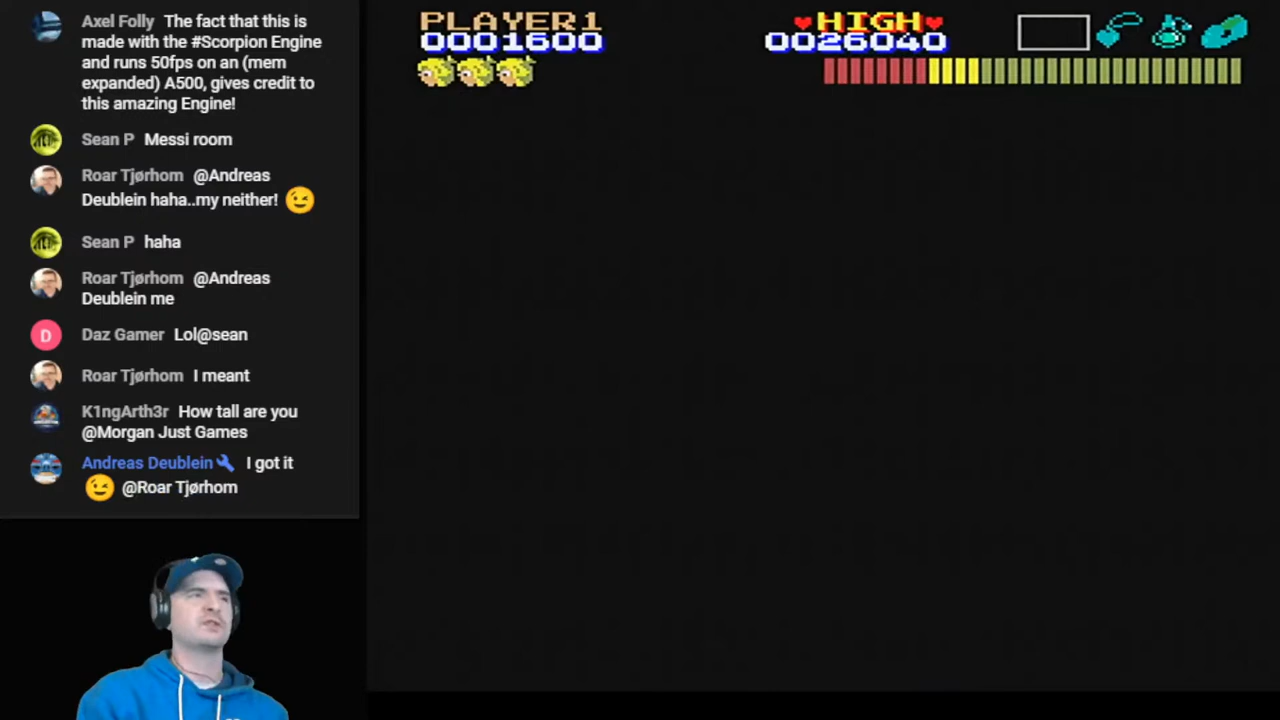 Axel Folly The fact that this is
made with the #Scorpion Engine
and runs 50fps on an (mem
expanded) A500, gives credit to
this amazing Engine!
Sean P Messi room
Roar Tjørhom @Andreas
Deublein haha..my neither! 😉
Sean P haha
Roar Tjørhom @Andreas
Deublein me
D Daz Gamer Lol@sean
Roar Tjørhom I meant
K1ngArth3r How tall are you
@Morgan Just Games
Andreas Deublein I got it
😉 @Roar Tjørhom
PLAYER1
0001600
HIGH
0026040